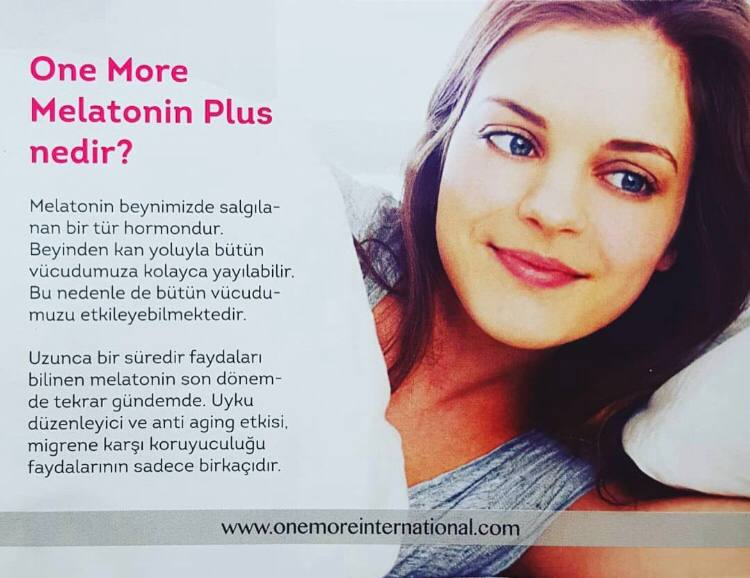 One More
Melatonin Plus
nedir?
Melatonin beynimizde salgıla-
nan bir tür hormondur.
Beyinden kan yoluyla bütün
vücudumuza kolayca yayılabilir.
Bu nedenle de bütün vücudu-
muzu etkileyebilmektedir.
Uzunca bir süredir faydaları
bilinen melatonin son dönem-
de tekrar gündemde. Uyku
düzenleyici ve anti aging etkisi,
migrene karşı koruyuculuğu
faydalarının sadece birkaçıdır.
www.onemoreinternational.com